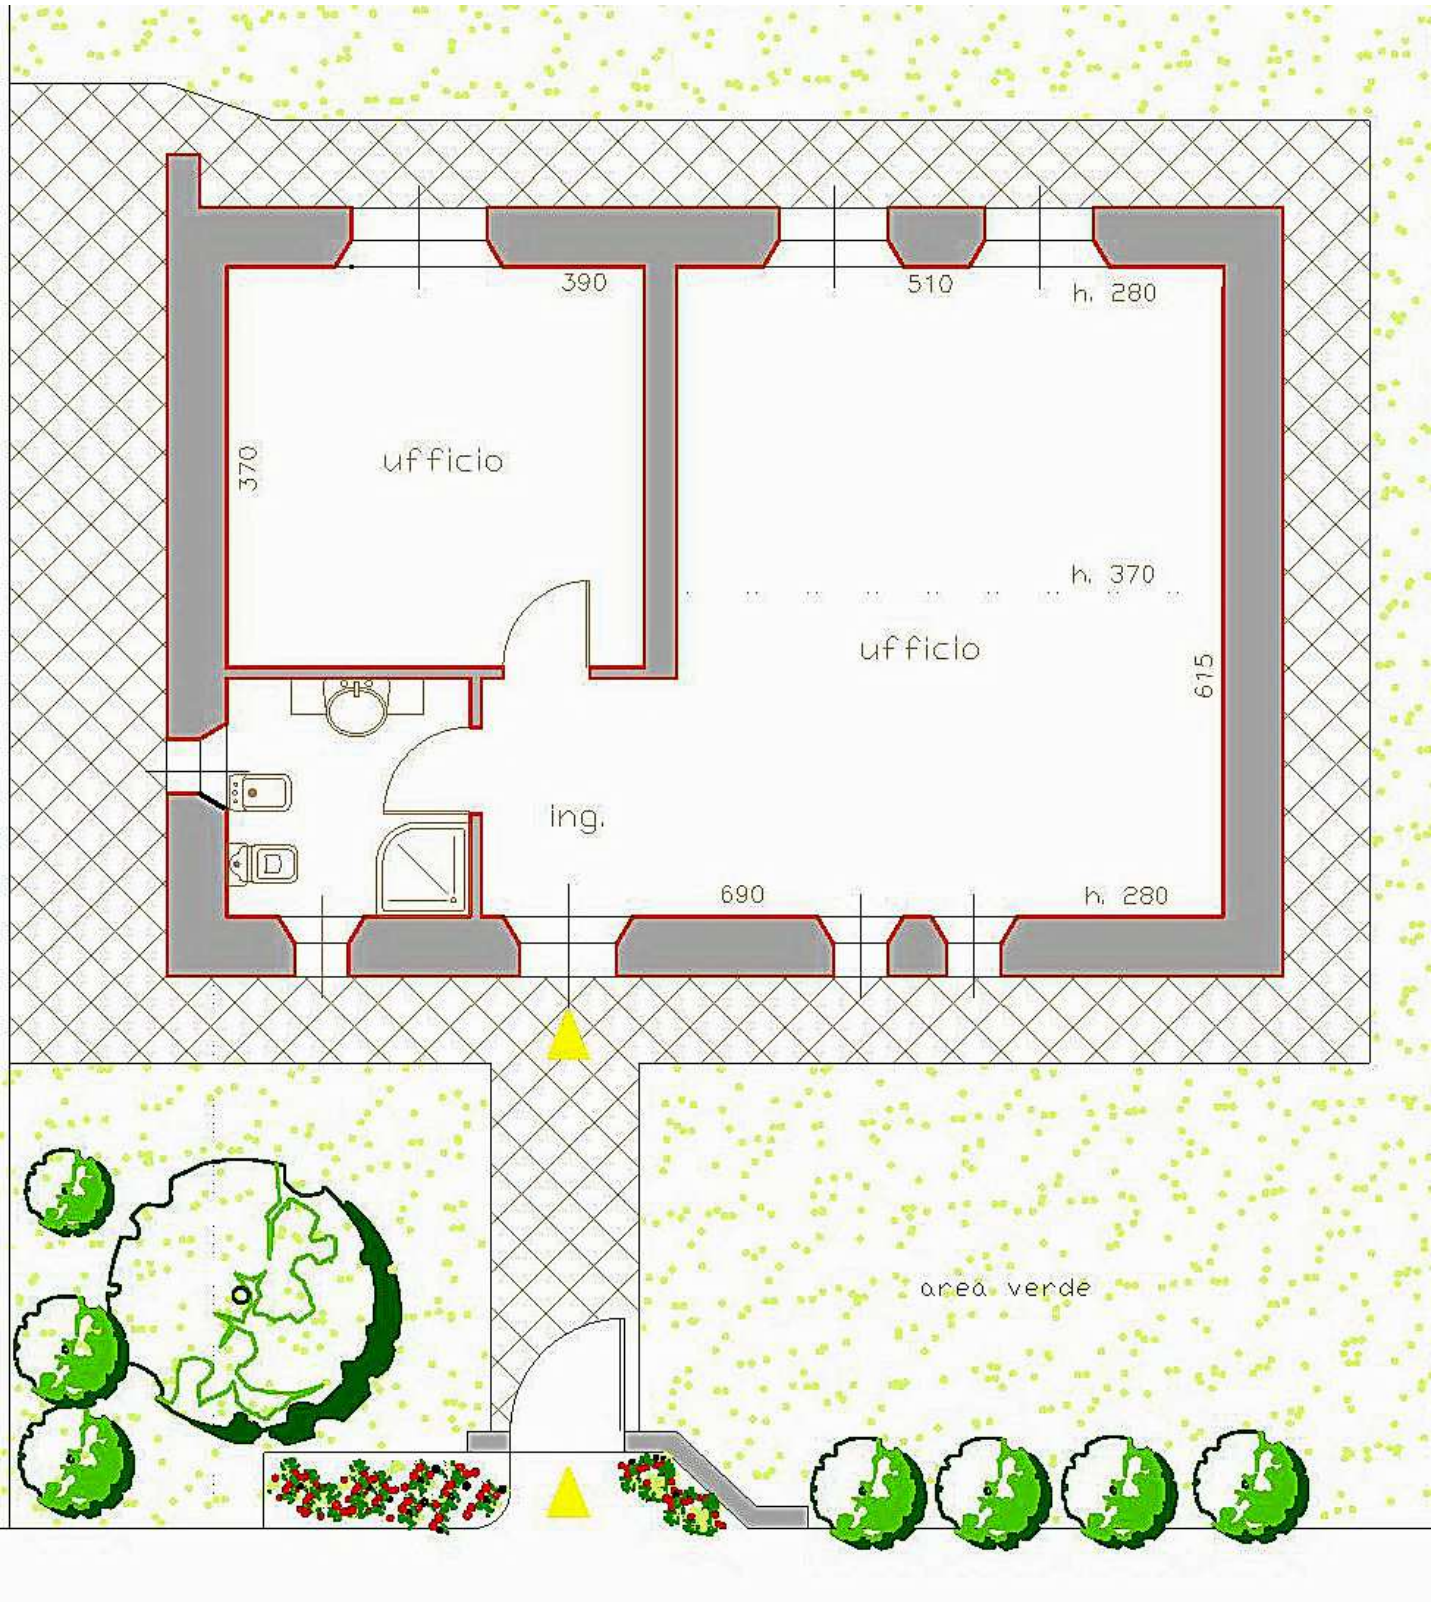 390
510
h. 280
370
ufficio
h. 370
ufficio
615
ing.
690
h. 280
area verde